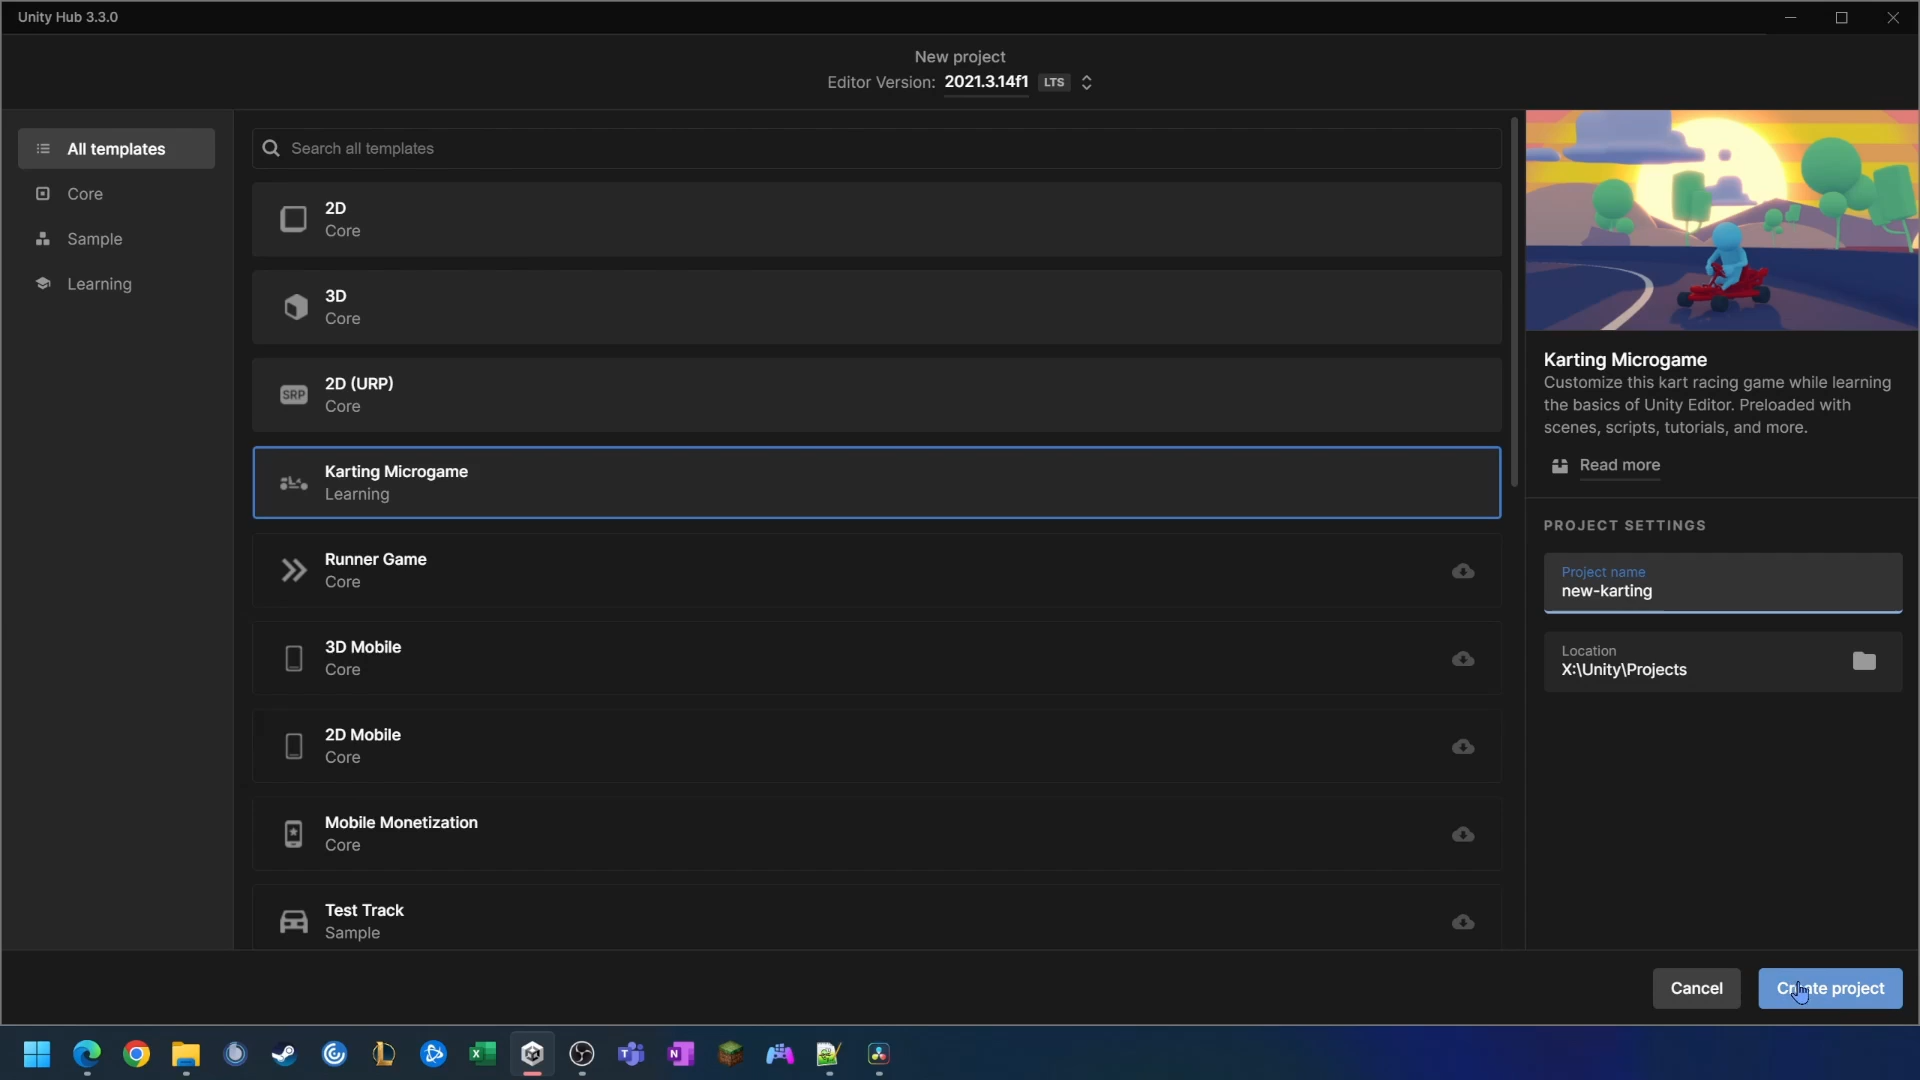 Unity Hub 3.3.0
New project
Editor Version: 2021.3.14f1 LTS
All templates
Core
Sample
Learning
Search all templates
2D
Core
3D
Core
SRP
2D (URP)
Core
Karting Microgame
Learning
Runner Game
Core
3D Mobile
Core
2D Mobile
Core
Mobile Monetization
Core
Test Track
Sample
Karting Microgame
Customize this kart racing game while learning
the basics of Unity Editor. Preloaded with
scenes, scripts, tutorials, and more.
Read more
PROJECT SETTINGS
Project name
new-karting
Location
X:\Unity\Projects
Cancel
Create project